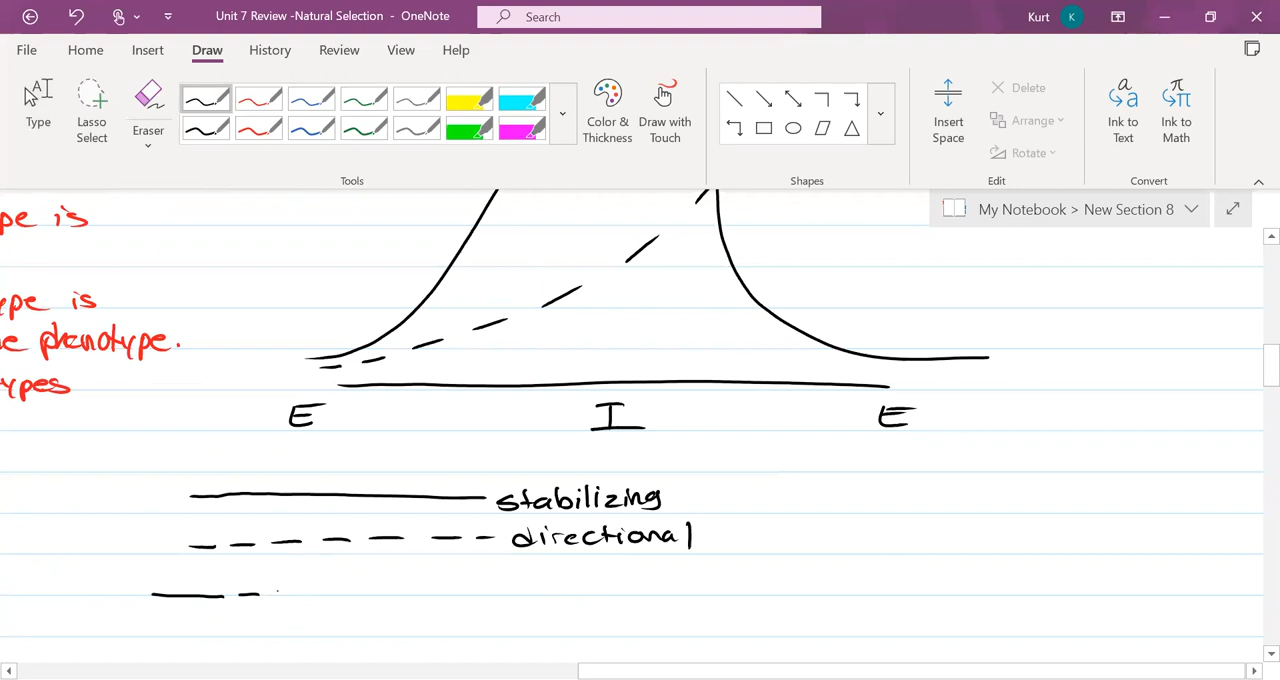 Unit 7 Review -Natural Selection - OneNote
Search
Kurt
K
File Home Insert Draw History Review View Help
Type
Lasso Select
Eraser
Color & Thickness
Draw with Touch
Insert Space
Delete
Arrange
Rotate
Ink to Text
Ink to Math
Tools
Shapes
Edit
Convert
My Notebook > New Section 8
pe is
ype is
e phenotype.
types
E I E
stabilizing
directional